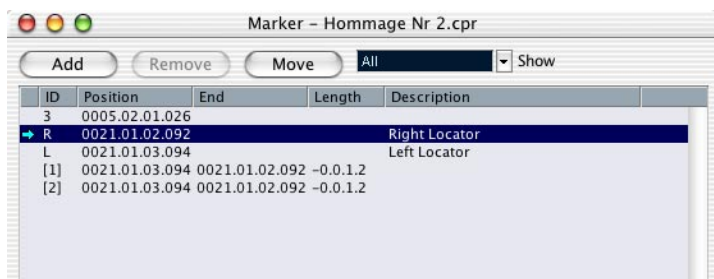 Marker – Hommage Nr 2.cpr
Add Remove Move All Show
ID Position End Length Description
3 0005.02.01.026
R 0021.01.02.092 Right Locator
L 0021.01.03.094 Left Locator
[1] 0021.01.03.094 0021.01.02.092 –0.0.1.2
[2] 0021.01.03.094 0021.01.02.092 –0.0.1.2